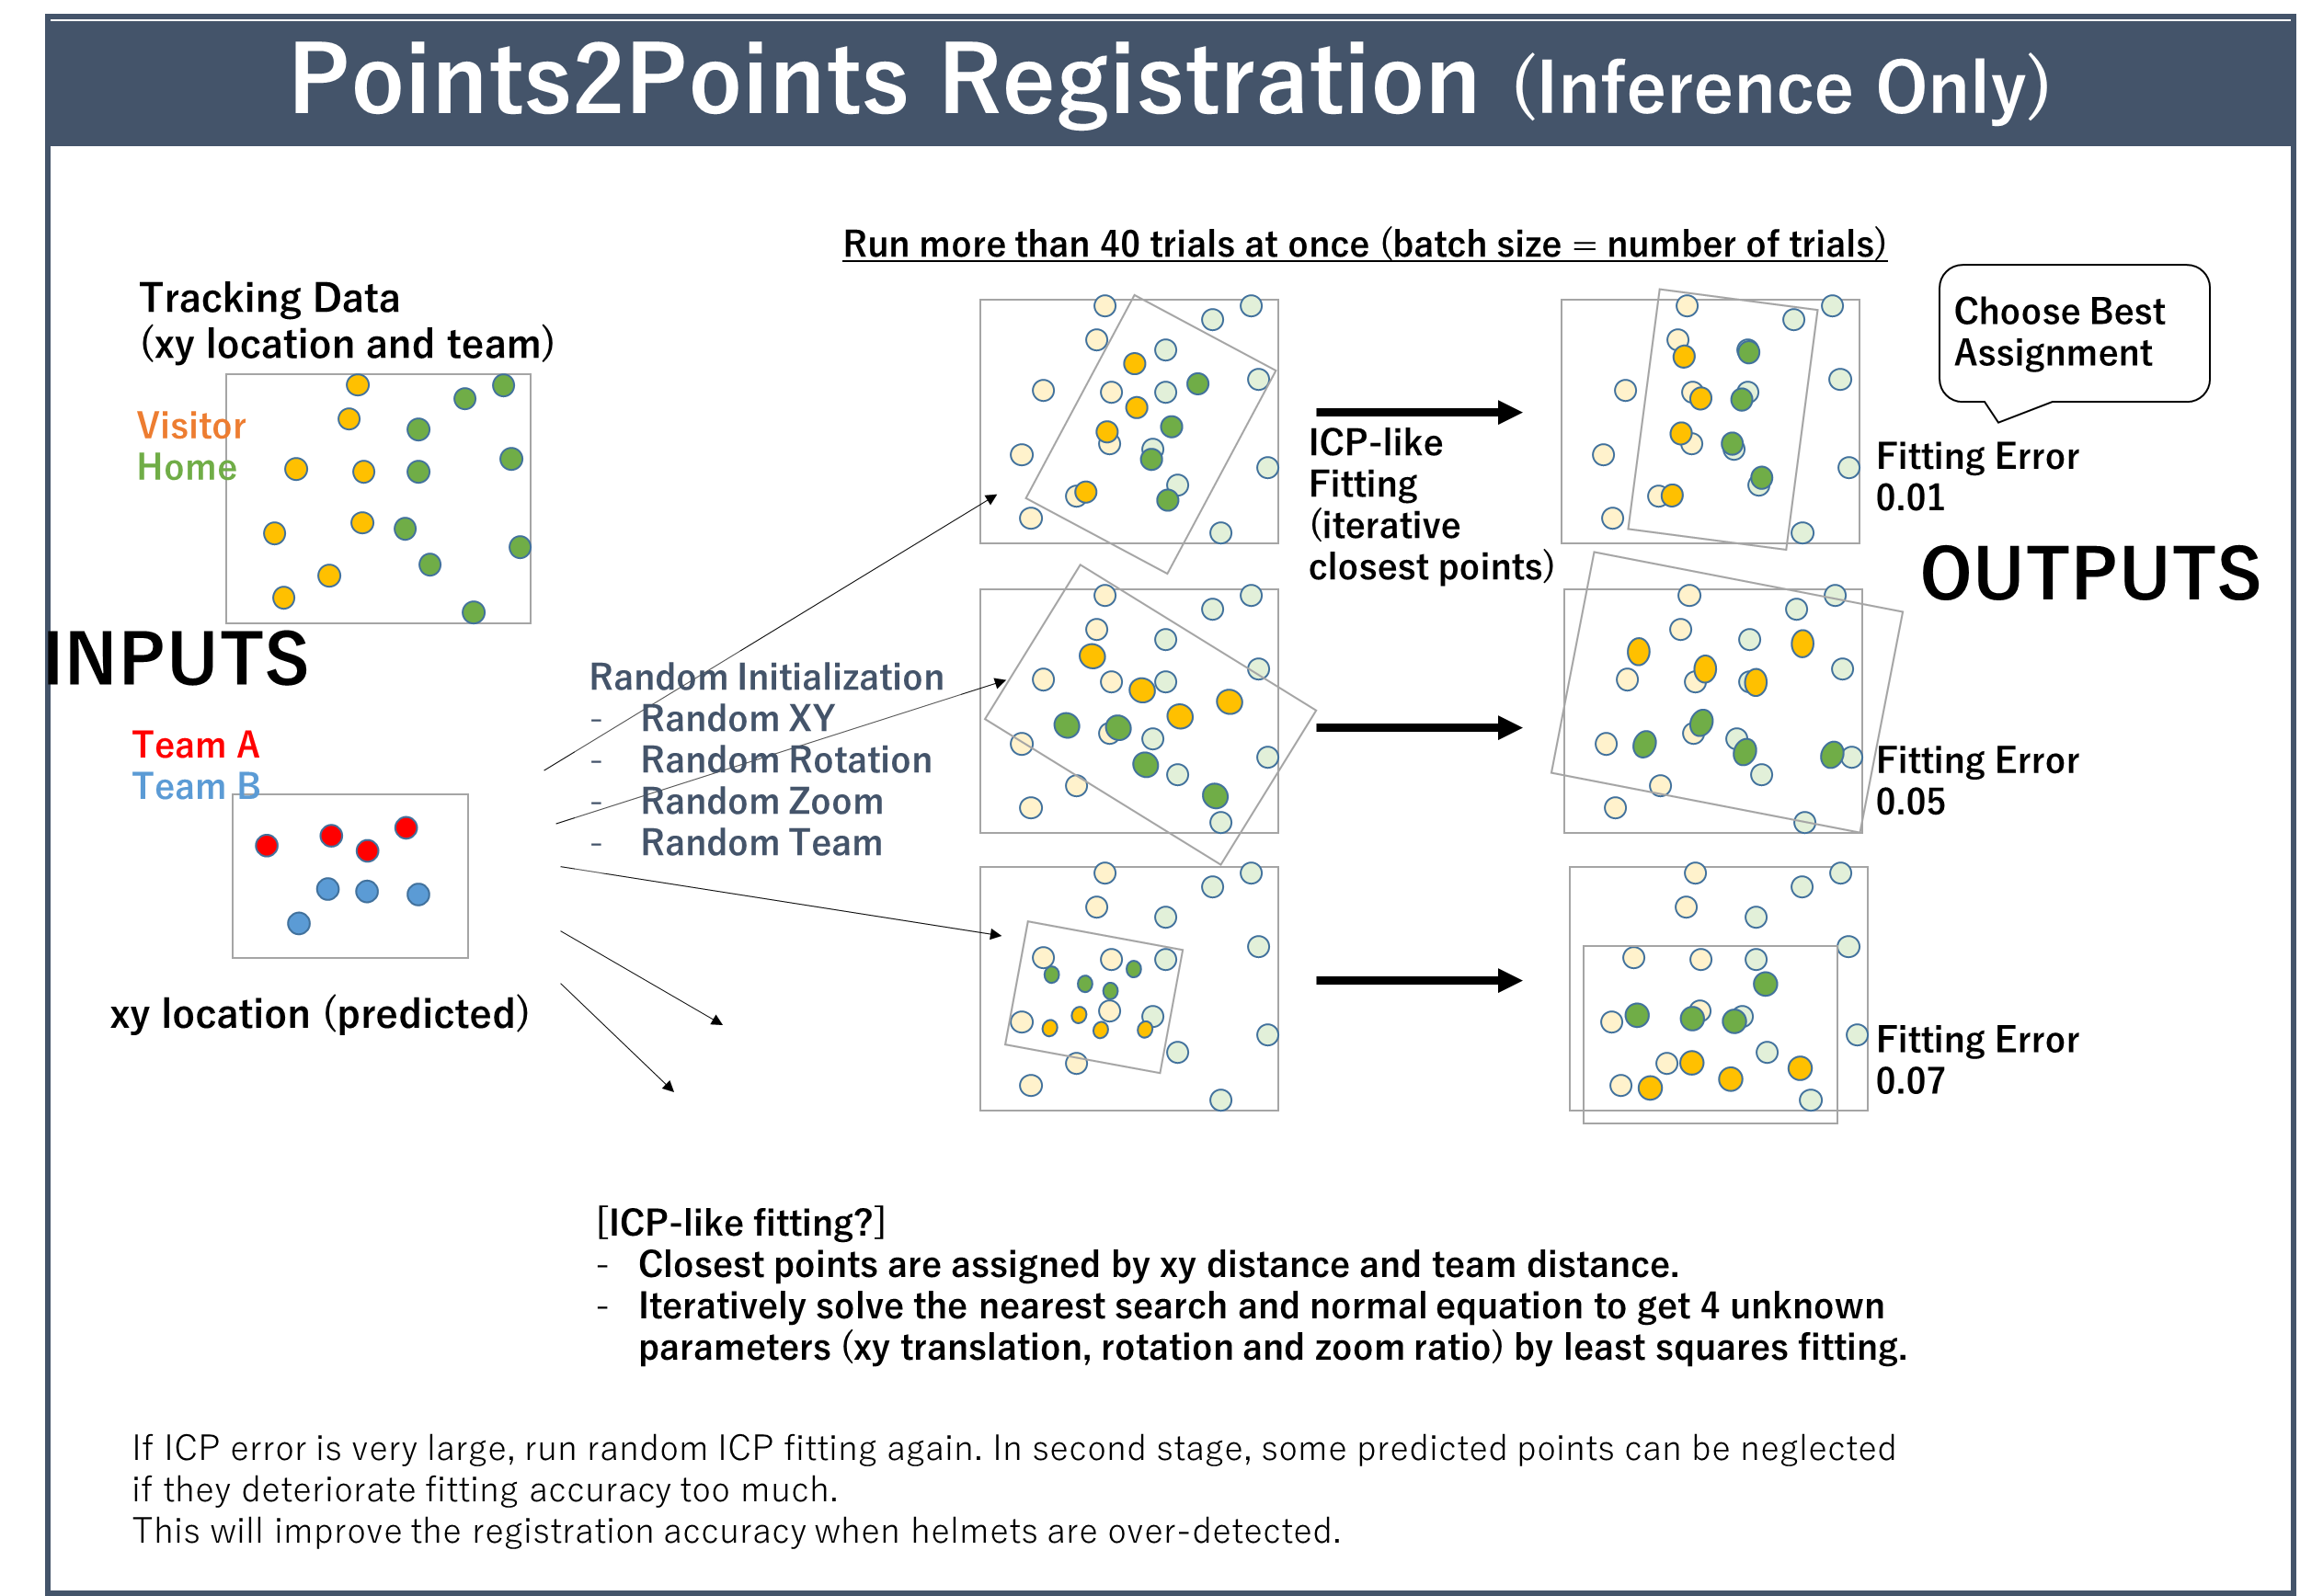 Points2Points Registration (Inference Only)
Run more than 40 trials at once (batch size = number of trials)
Tracking Data
(xy location and team)
Visitor
Home
INPUTS
Team A
Team B
xy location (predicted)
Random Initialization
- Random XY
- Random Rotation
- Random Zoom
- Random Team
ICP-like
Fitting
(iterative
closest points)
Choose Best
Assignment
Fitting Error
0.01
OUTPUTS
Fitting Error
0.05
Fitting Error
0.07
[ICP-like fitting?]
- Closest points are assigned by xy distance and team distance.
- Iteratively solve the nearest search and normal equation to get 4 unknown
parameters (xy translation, rotation and zoom ratio) by least squares fitting.
If ICP error is very large, run random ICP fitting again. In second stage, some predicted points can be neglected
if they deteriorate fitting accuracy too much.
This will improve the registration accuracy when helmets are over-detected.